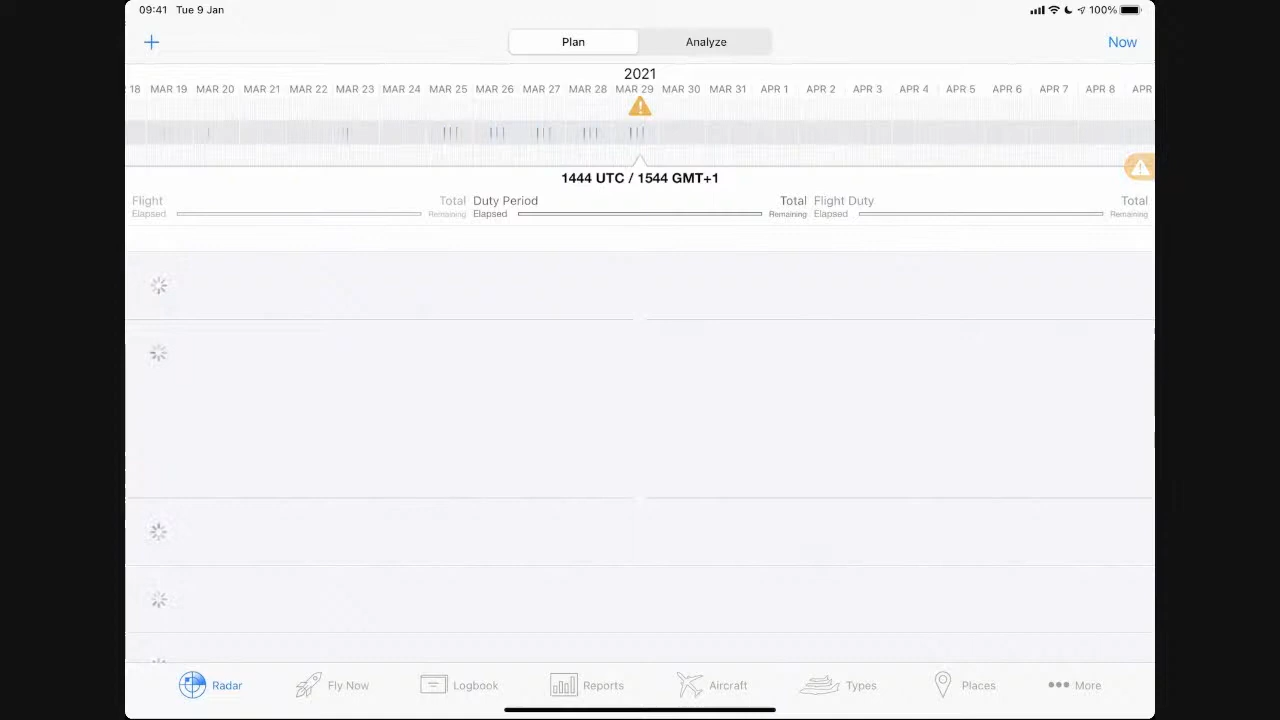 09:41 Tue 9 Jan 100%
Plan Analyze Now
2021
18 MAR 19 MAR 20 MAR 21 MAR 22 MAR 23 MAR 24 MAR 25 MAR 26 MAR 27 MAR 28 MAR 29 MAR 30 MAR 31 APR 1 APR 2 APR 3 APR 4 APR 5 APR 6 APR 7 APR 8 APR
1444 UTC / 1544 GMT+1
Flight Total Duty Period Total Flight Duty Total
Elapsed Remaining Elapsed Remaining Elapsed Remaining
Radar Fly Now Logbook Reports Aircraft Types Places More